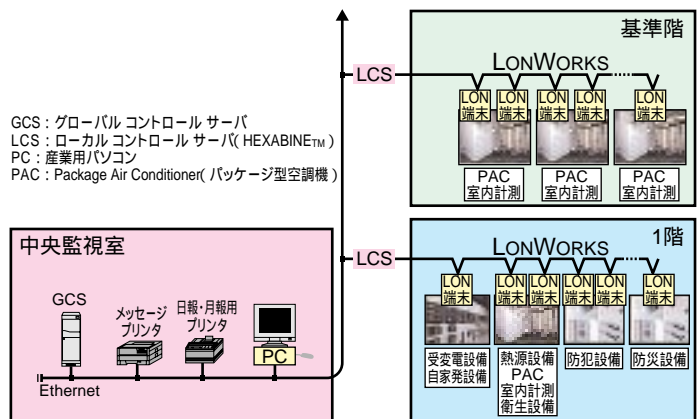 基準階
LCS
LONWORKS
LON
端末
LON
端末
LON
端末
LON
端末
LON
端末
PAC
室内計測
PAC
室内計測
PAC
室内計測
GCS：グローバル コントロール サーバ
LCS：ローカル コントロール サーバ（HEXABINETM）
PC：産業用パソコン
PAC：Package Air Conditioner（パッケージ型空調機）
1階
LCS
LONWORKS
LON
端末
LON
端末
LON
端末
LON
端末
LON
端末
LON
端末
受変電設備
自家発設備
熱源設備
PAC
室内計測
衛生設備
防犯設備
防災設備
中央監視室
GCS
メッセージ
プリンタ
日報・月報用
プリンタ
PC
Ethernet